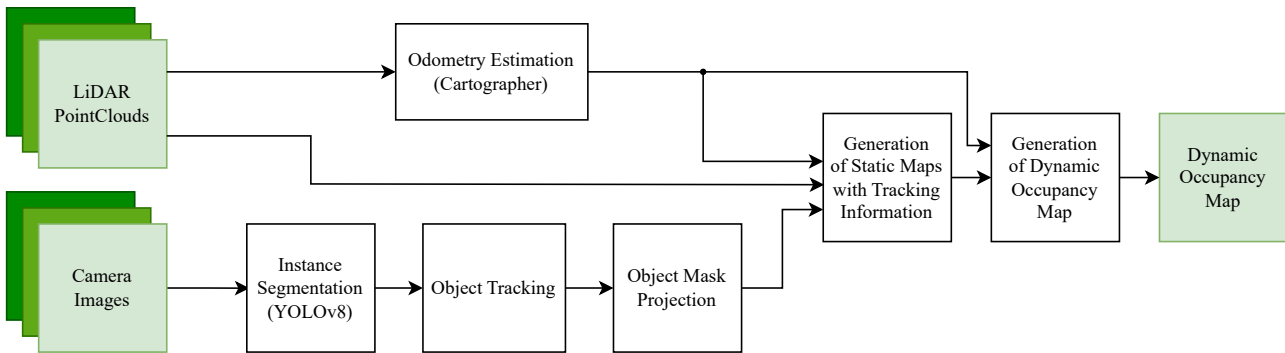 LiDAR
PointClouds
Odometry Estimation
(Cartographer)
Generation
of Static Maps
with Tracking
Information
Generation
of Dynamic
Occupancy
Map
Dynamic
Occupancy
Map
Camera
Images
Instance
Segmentation
(YOLOv8)
Object Tracking
Object Mask
Projection